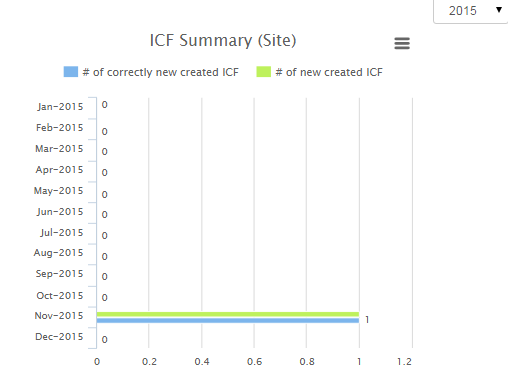 2015
ICF Summary (Site)
# of correctly new created ICF # of new created ICF
Jan-2015 0
Feb-2015 0
Mar-2015 0
Apr-2015 0
May-2015 0
Jun-2015 0
Jul-2015 0
Aug-2015 0
Sep-2015 0
Oct-2015 0
Nov-2015 1
Dec-2015 0
0 0.2 0.4 0.6 0.8 1 1.2